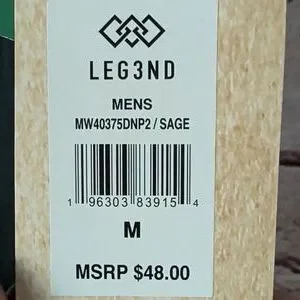 LEG3ND
MENS
MW40375DNP2 / SAGE
1 96303 83915 4
M
MSRP $48.00